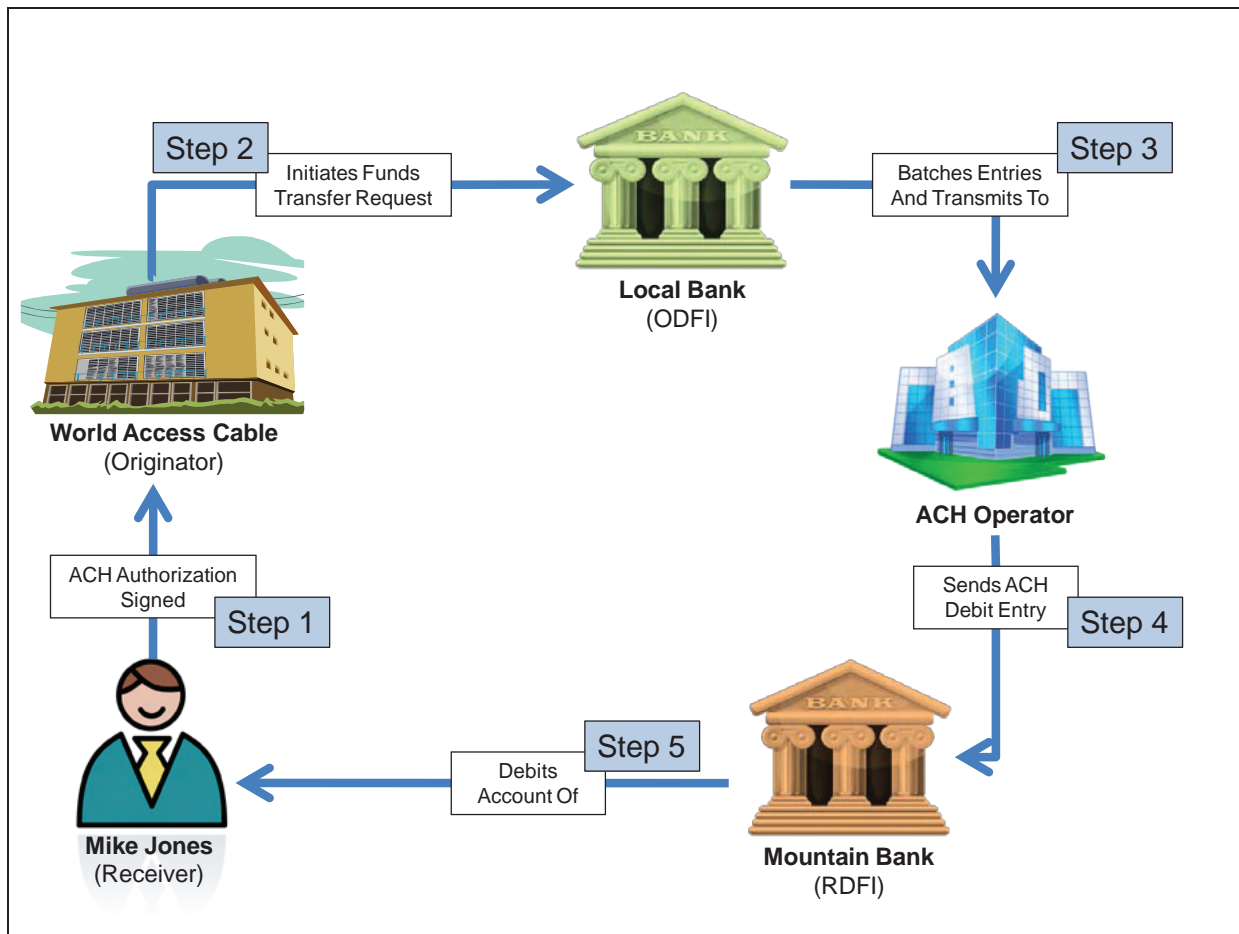 Step 2
Initiates Funds
Transfer Request
BANK
Local Bank
(ODFI)
Step 3
Batches Entries
And Transmits To
World Access Cable
(Originator)
ACH Operator
ACH Authorization
Signed
Step 1
Sends ACH
Debit Entry
Step 4
BANK
Mountain Bank
(RDFI)
Step 5
Debits
Account Of
Mike Jones
(Receiver)